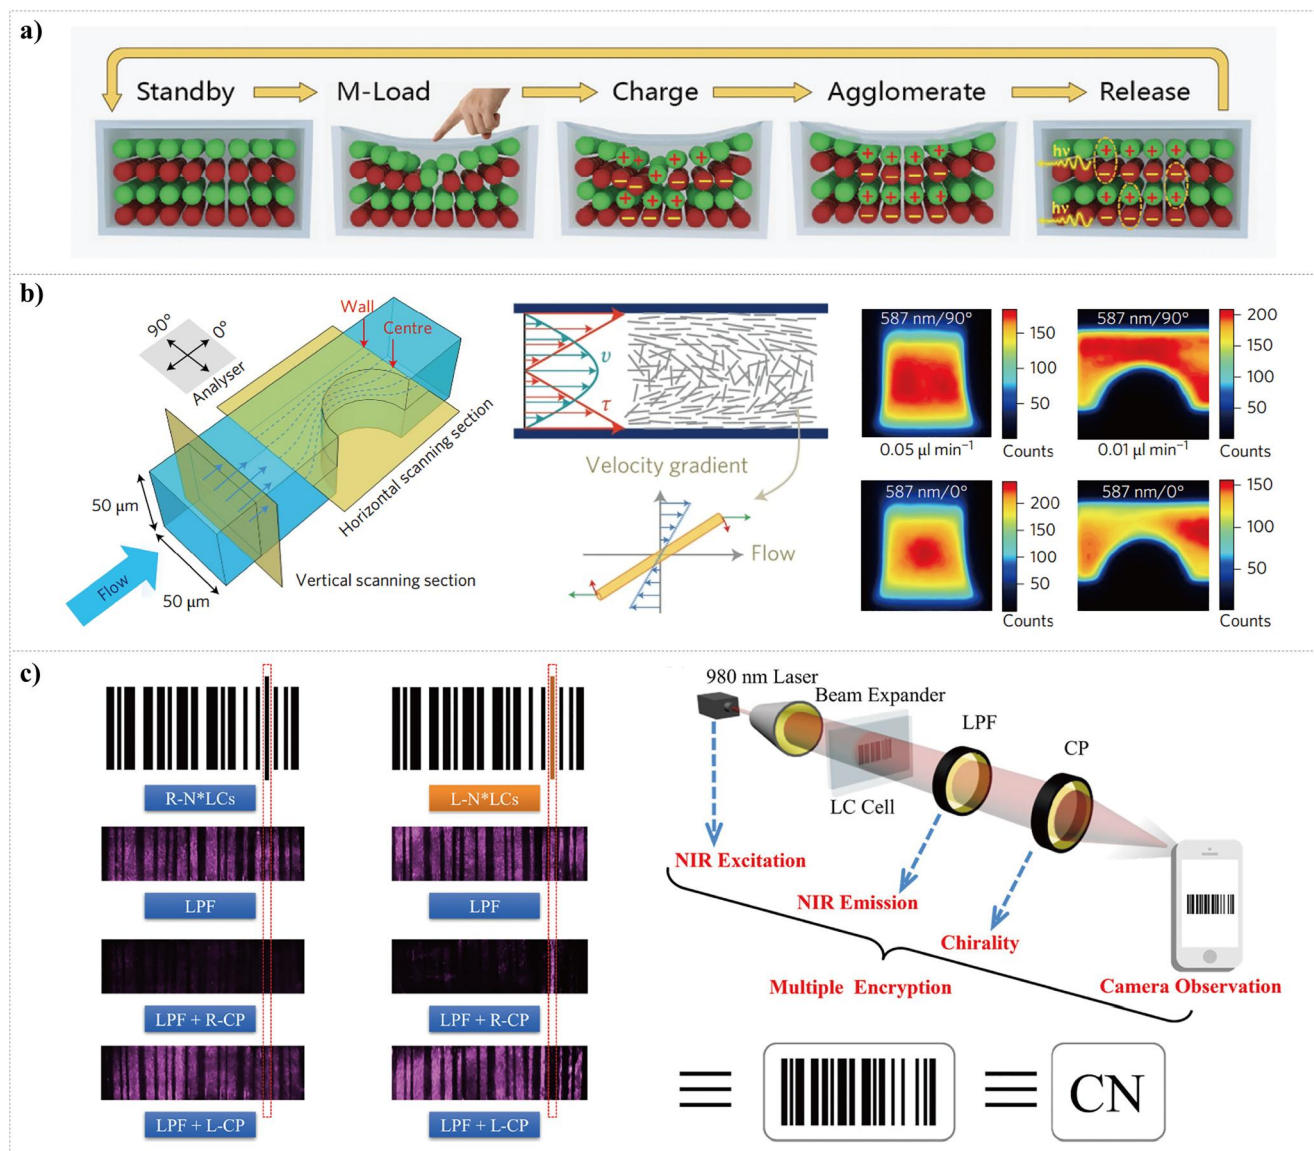 a)
Standby
M-Load
Charge
Agglomerate
Release
+ + + + + + + +
− − − − − − −
+ + + +
− − − −
+ + + +
− − − −
hν
+ + + +
− − − −
hν
+ + + +
− − − −
b)
90°
0°
Analyser
Wall
Centre
Horizontal scanning section
Vertical scanning section
50 µm
50 µm
Flow
υ
τ
Velocity gradient
Flow
587 nm/90°
0.05 µl min⁻¹
150
100
50
Counts
587 nm/90°
0.01 µl min⁻¹
200
150
100
50
Counts
587 nm/0°
200
150
100
50
Counts
587 nm/0°
150
100
50
Counts
c)
R-N*LCs
LPF
LPF + R-CP
LPF + L-CP
L-N*LCs
LPF
LPF + R-CP
LPF + L-CP
980 nm Laser
Beam Expander
LPF
CP
LC Cell
NIR Excitation
NIR Emission
Chirality
Multiple Encryption
Camera Observation
≡
≡
CN